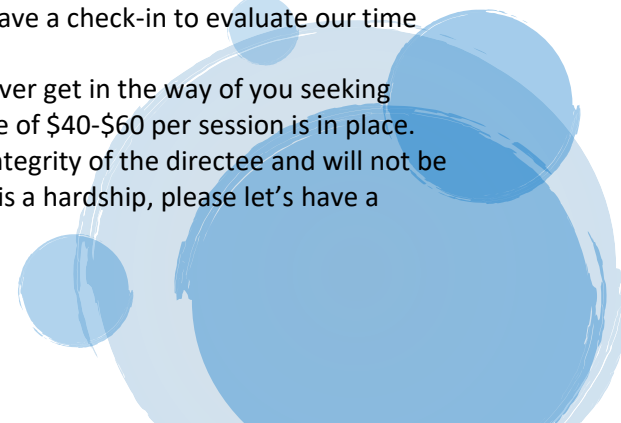 ave a check-in to evaluate our time
ver get in the way of you seeking
e of $40-$60 per session is in place.
ntegrity of the directee and will not be
is a hardship, please let’s have a